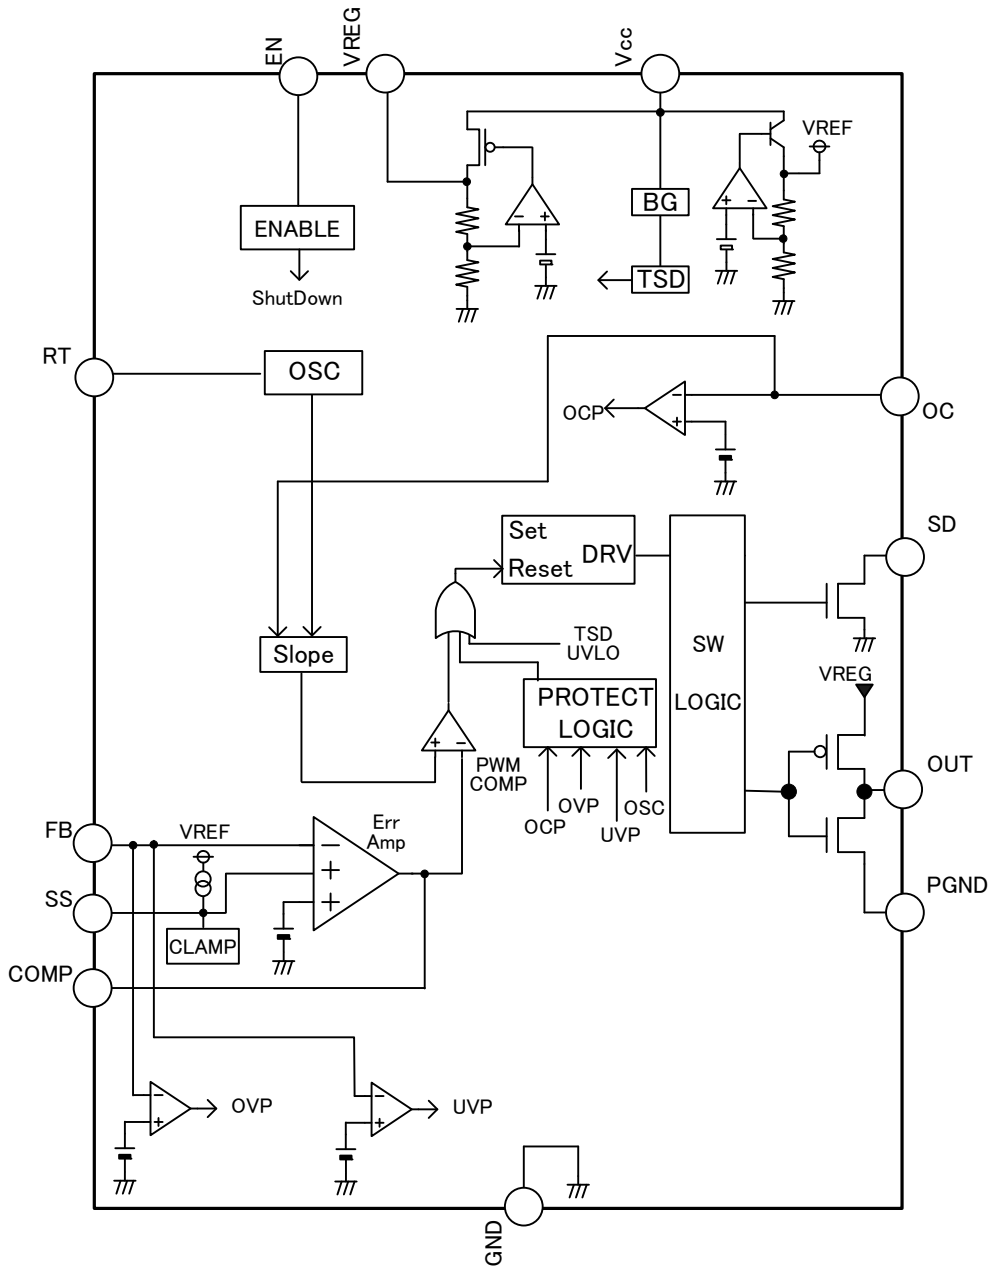 EN
VREG
Vcc
VREF
ENABLE
BG
- +
+ -
TSD
ShutDown
RT
OSC
-
OCP
+
OC
SD
Set
DRV
Reset
TSD
UVLO
SW
LOGIC
Slope
VREG
PROTECT
LOGIC
+ -
PWM
COMP
OUT
OCP
OVP
UVP
OSC
FB
VREF
Err
Amp
-
+
+
SS
CLAMP
PGND
COMP
-
+
OVP
-
+
UVP
GND